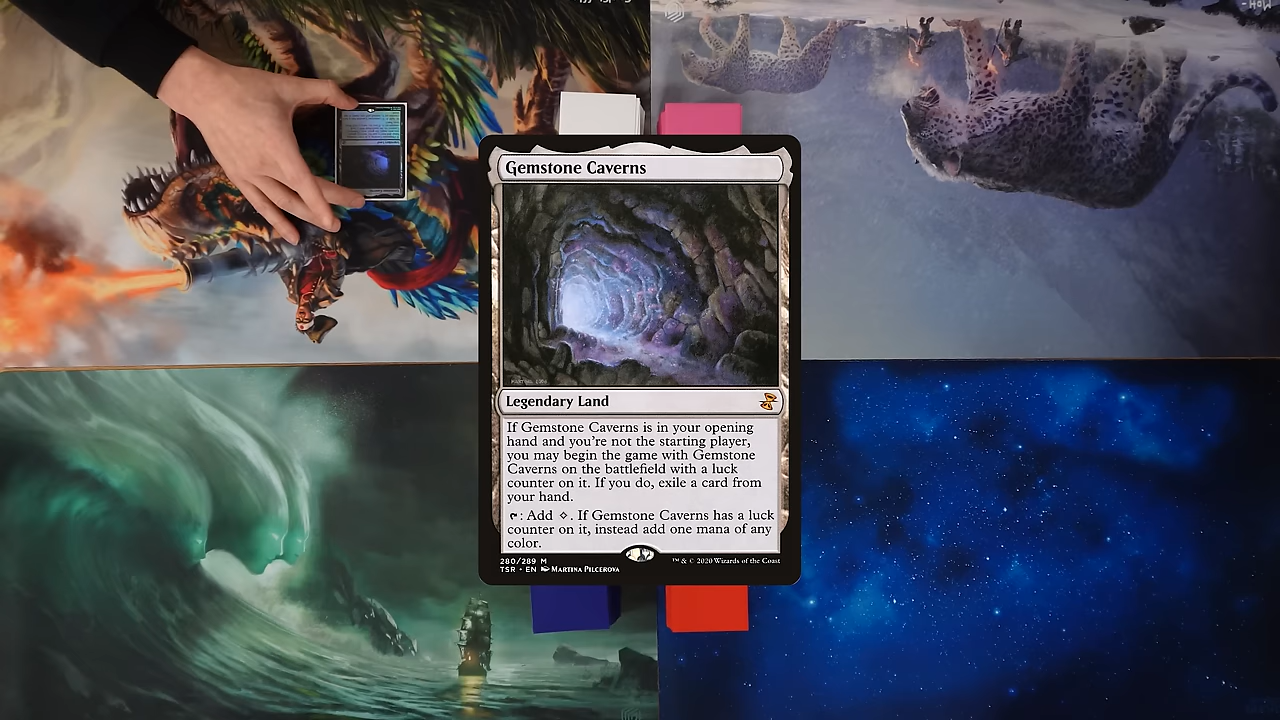 Gemstone Caverns
Legendary Land
If Gemstone Caverns is in your opening
hand and you're not the starting player,
you may begin the game with Gemstone
Caverns on the battlefield with a luck
counter on it. If you do, exile a card from
your hand.
: Add . If Gemstone Caverns has a luck
counter on it, instead add one mana of any
color.
280/289 M
TSR • EN Martina Pilcerova
™ & © 2020 Wizards of the Coast